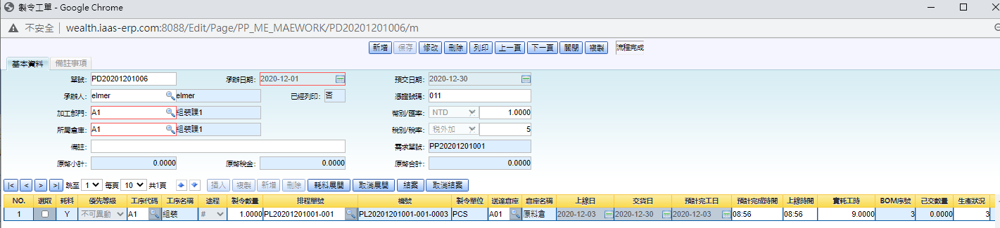 製令工單 - Google Chrome
不安全 wealth.iaas-erp.com:8088/Edit/Page/PP_ME_MAEWORK/PD20201201006/m
新增 保存 修改 刪除 列印 上一頁 下一頁 關閉 複製 流程完成
基本資料 備註事項
單號: PD20201201006 承辦日期: 2020-12-01 預交日期: 2020-12-30
承辦人: elmer elmer 已經列印: 否 憑證號碼: 011
加工部門: A1 組裝課1 幣別/匯率: NTD 1.0000
所屬倉庫: A1 組裝課1 稅別/稅率: 稅外加 5
備註: 需求單號: PP20201201001
原幣小計: 0.0000 原幣稅金: 0.0000 原幣合計: 0.0000
|< < > >| 跳至 1 每頁 10 共1頁 插入 複製 新增 刪除 耗料展開 取消展開 結案 取消結案
NO. 選取 耗料 優先等級 工序代碼 工序名稱 途程 製令數量 排程單號 機號 製令單位 送達倉庫 倉庫名稱 上線日 交貨日 預計完工日 預計完成時間 上線時間 實耗工時 BOM序號 已交數量 生產狀況
1 Y 不可異動 A1 組裝 # 1.0000 PL20201201-001 PL20201201-001-0003 PCS A01 原料倉 2020-12-03 2020-12-30 2020-12-03 08:56 08:56 9.0000 3 0.0000 3